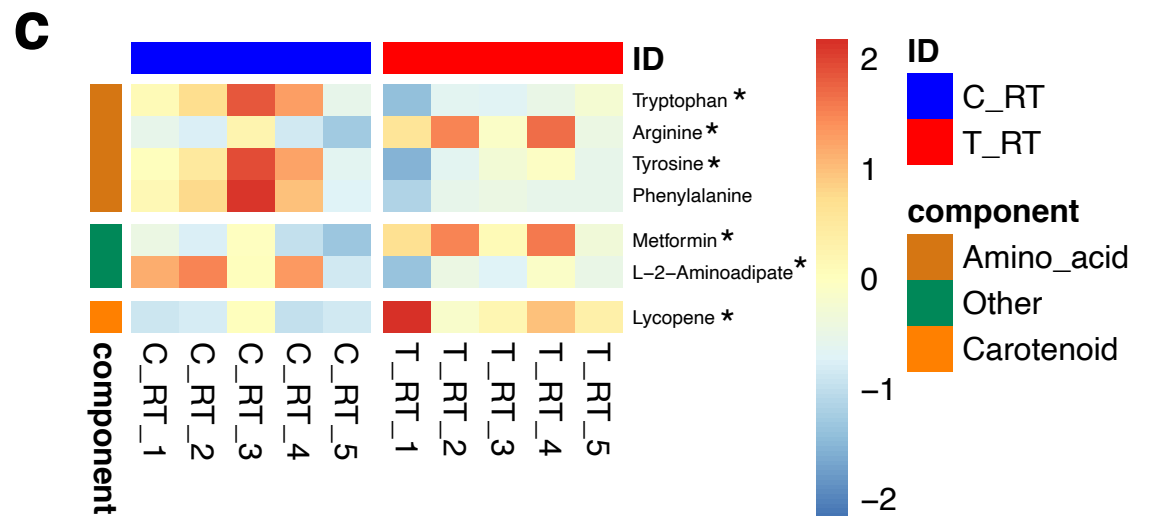 c
ID
Tryptophan *
Arginine *
Tyrosine *
Phenylalanine
Metformin *
L−2−Aminoadipate *
Lycopene *
component
C_RT_1
C_RT_2
C_RT_3
C_RT_4
C_RT_5
T_RT_1
T_RT_2
T_RT_3
T_RT_4
T_RT_5
2
1
0
−1
−2
ID
C_RT
T_RT
component
Amino_acid
Other
Carotenoid